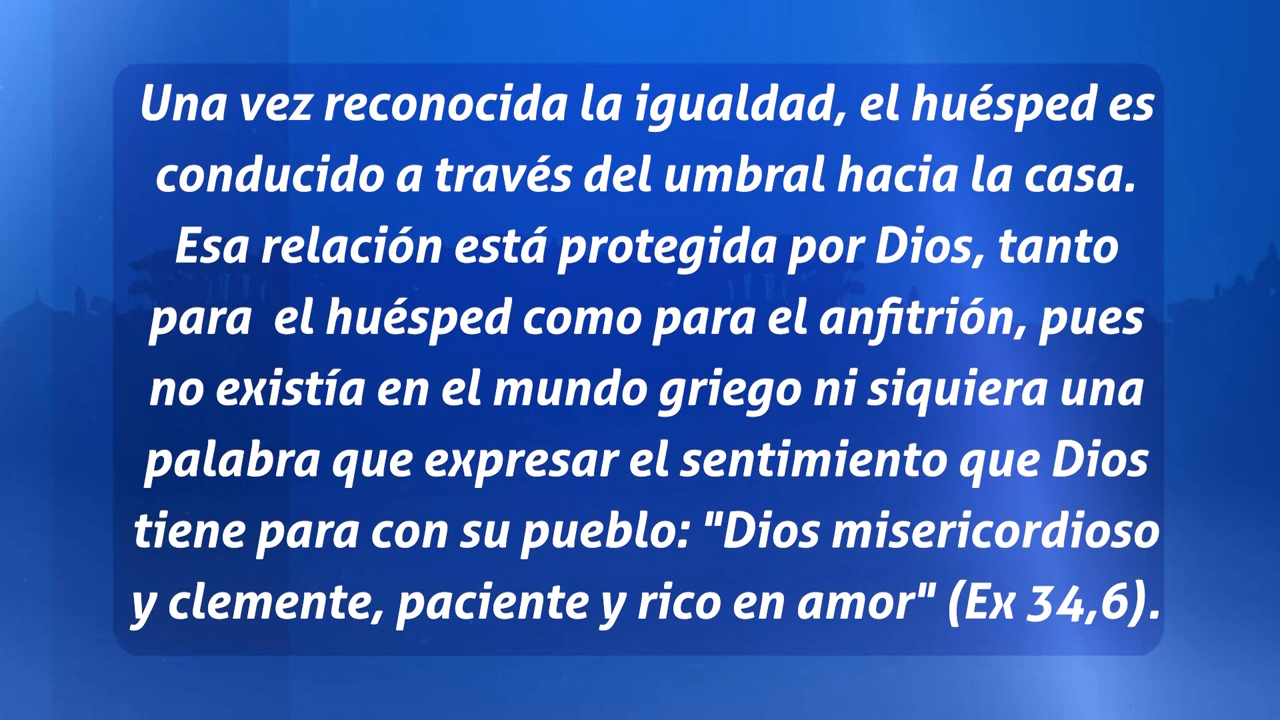 Una vez reconocida la igualdad, el huésped es
conducido a través del umbral hacia la casa.
Esa relación está protegida por Dios, tanto
para  el huésped como para el anfitrión, pues
no existía en el mundo griego ni siquiera una
palabra que expresar el sentimiento que Dios
tiene para con su pueblo: "Dios misericordioso
y clemente, paciente y rico en amor" (Ex 34,6).